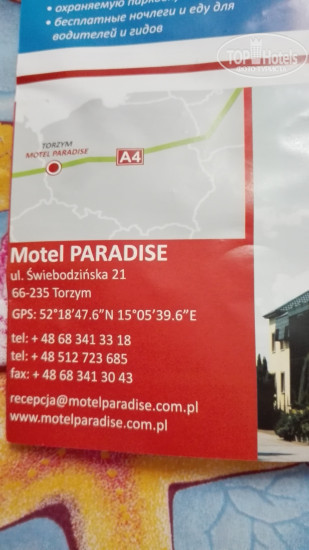 • охраняемую парков
• бесплатные ночлеги и еду для
водителей и гидов
TOP Hotels
TORZYM
MOTEL PARADISE
A4
Motel PARADISE
ul. Świebodzińska 21
66-235 Torzym
GPS: 52°18'47.6"N 15°05'39.6"E
tel: + 48 68 341 33 18
tel: + 48 512 723 685
fax: + 48 68 341 30 43
recepcja@motelparadise.com.pl
www.motelparadise.com.pl